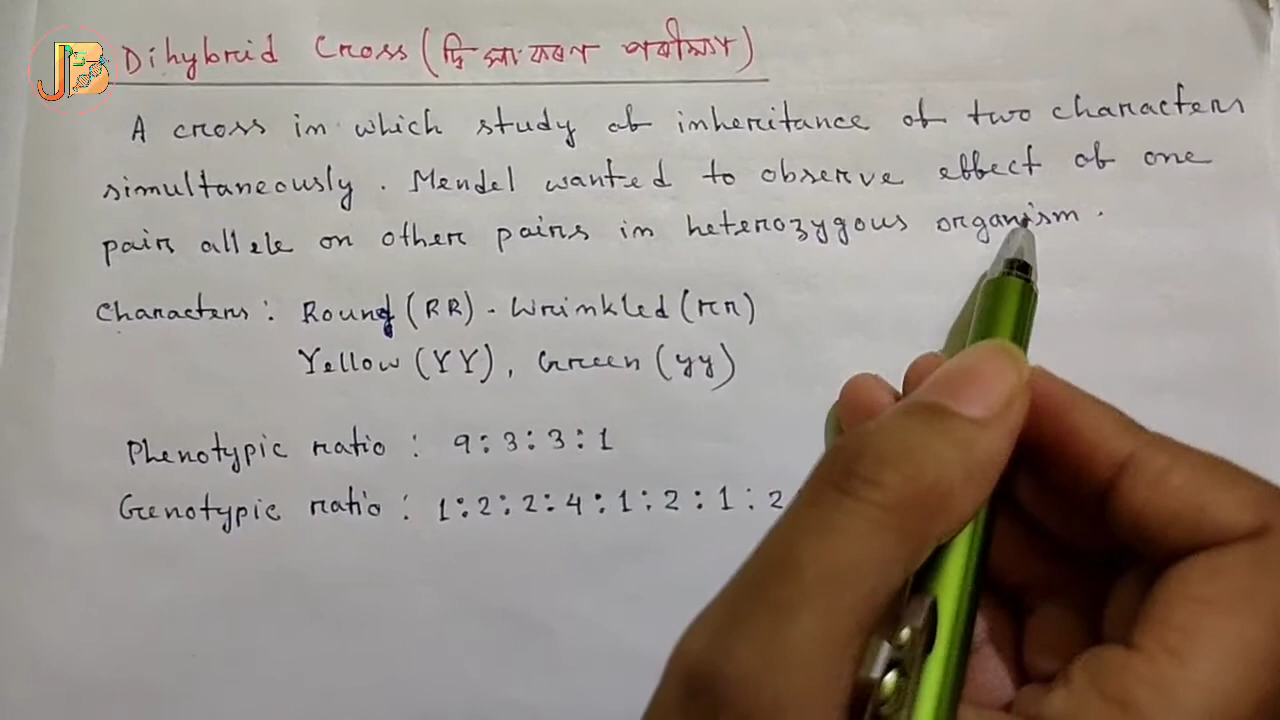 JB
Dihybrid Cross (দ্বি সংকরণ পরীক্ষা)
A cross in which study of inheritance of two characters
simultaneously. Mendel wanted to observe effect of one
pair allele on other pairs in heterozygous organism.
Characters: Round (RR) - Wrinkled (rr)
Yellow (YY), Green (yy)
Phenotypic ratio : 9:3:3:1
Genotypic ratio : 1:2:2:4:1:2:1:2